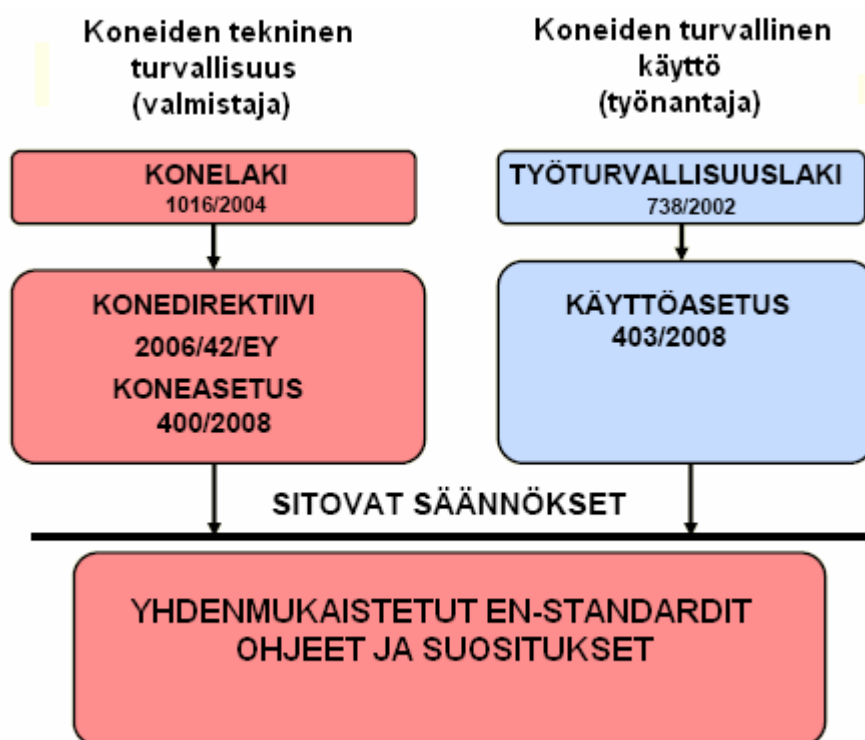 Koneiden tekninen
turvallisuus
(valmistaja)
KONELAKI
1016/2004
KONEDIREKTIIVI
2006/42/EY
KONEASETUS
400/2008
Koneiden turvallinen
käyttö
(työnantaja)
TYÖTURVALLISUUSLAKI
738/2002
KÄYTTÖASETUS
403/2008
SITOVAT SÄÄNNÖKSET
YHDENMUKAISTETUT EN-STANDARDIT
OHJEET JA SUOSITUKSET